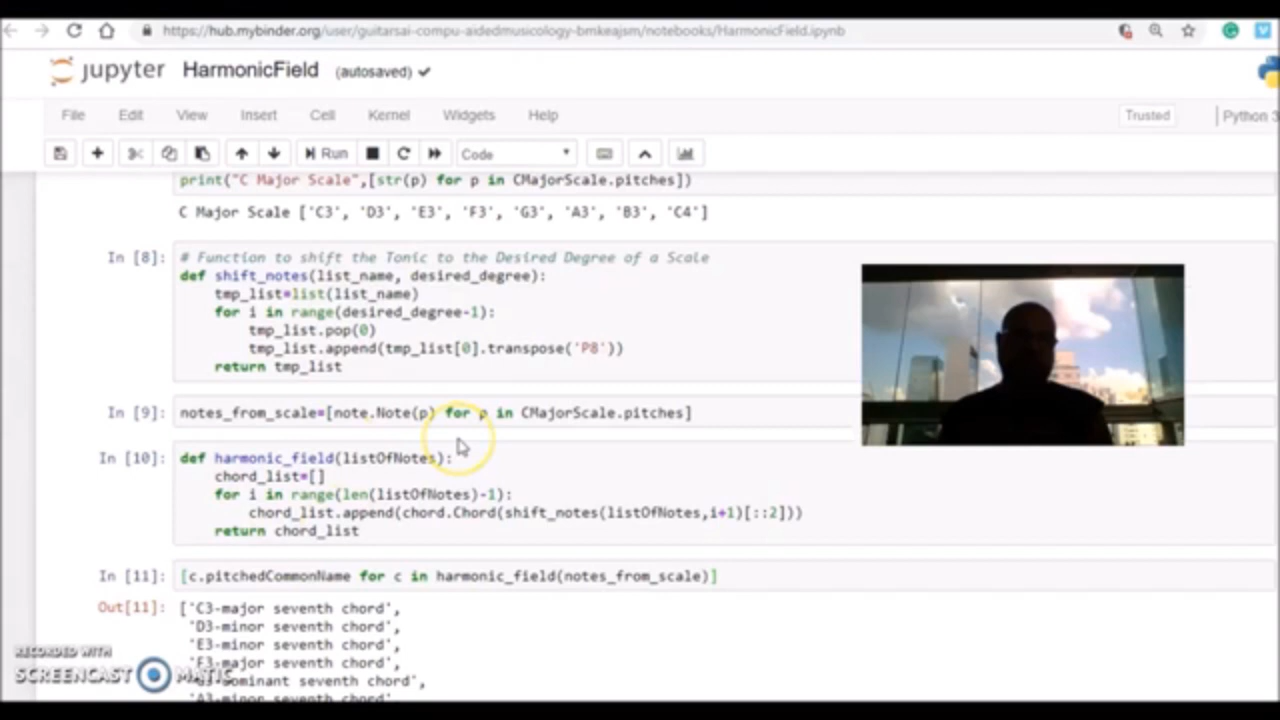 https://hub.mybinder.org/user/guitarsai-compu-aidedmusicology-bmkeajsm/notebooks/HarmonicField.ipynb
jupyter HarmonicField (autosaved)
File Edit View Insert Cell Kernel Widgets Help Trusted Python 3
Run Code
print("C Major Scale",[str(p) for p in CMajorScale.pitches])
C Major Scale ['C3', 'D3', 'E3', 'F3', 'G3', 'A3', 'B3', 'C4']
In [8]: # Function to shift the Tonic to the Desired Degree of a Scale
def shift_notes(list_name, desired_degree):
tmp_list=list(list_name)
for i in range(desired_degree-1):
tmp_list.pop(0)
tmp_list.append(tmp_list[0].transpose('P8'))
return tmp_list
In [9]: notes_from_scale=[note.Note(p) for p in CMajorScale.pitches]
In [10]: def harmonic_field(listOfNotes):
chord_list=[]
for i in range(len(listOfNotes)-1):
chord_list.append(chord.Chord(shift_notes(listOfNotes,i+1)[::2]))
return chord_list
In [11]: [c.pitchedCommonName for c in harmonic_field(notes_from_scale)]
Out[11]: ['C3-major seventh chord',
'D3-minor seventh chord',
'E3-minor seventh chord',
'F3-major seventh chord',
dominant seventh chord',
'A3-minor seventh chord',
RECORDED WITH
SCREENCAST MATIC